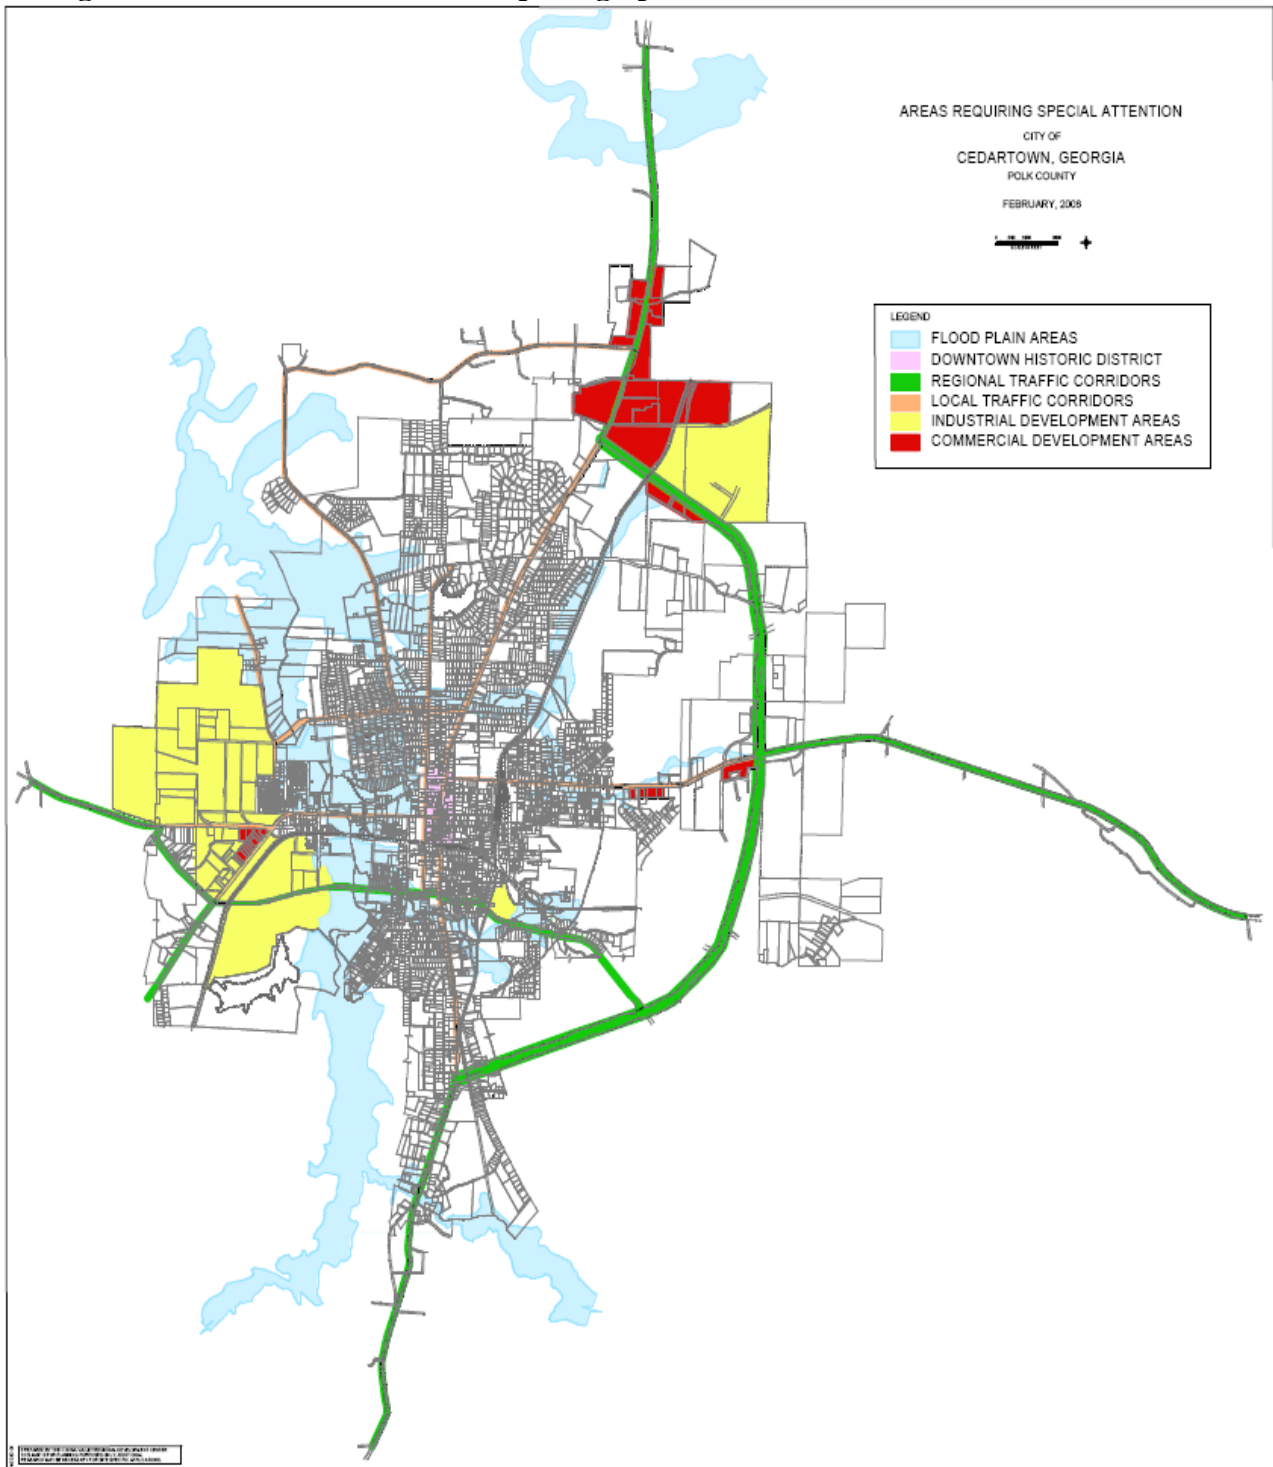 AREAS REQUIRING SPECIAL ATTENTION
CITY OF
CEDARTOWN, GEORGIA
POLK COUNTY
FEBRUARY, 2006
LEGEND
FLOOD PLAIN AREAS
DOWNTOWN HISTORIC DISTRICT
REGIONAL TRAFFIC CORRIDORS
LOCAL TRAFFIC CORRIDORS
INDUSTRIAL DEVELOPMENT AREAS
COMMERCIAL DEVELOPMENT AREAS